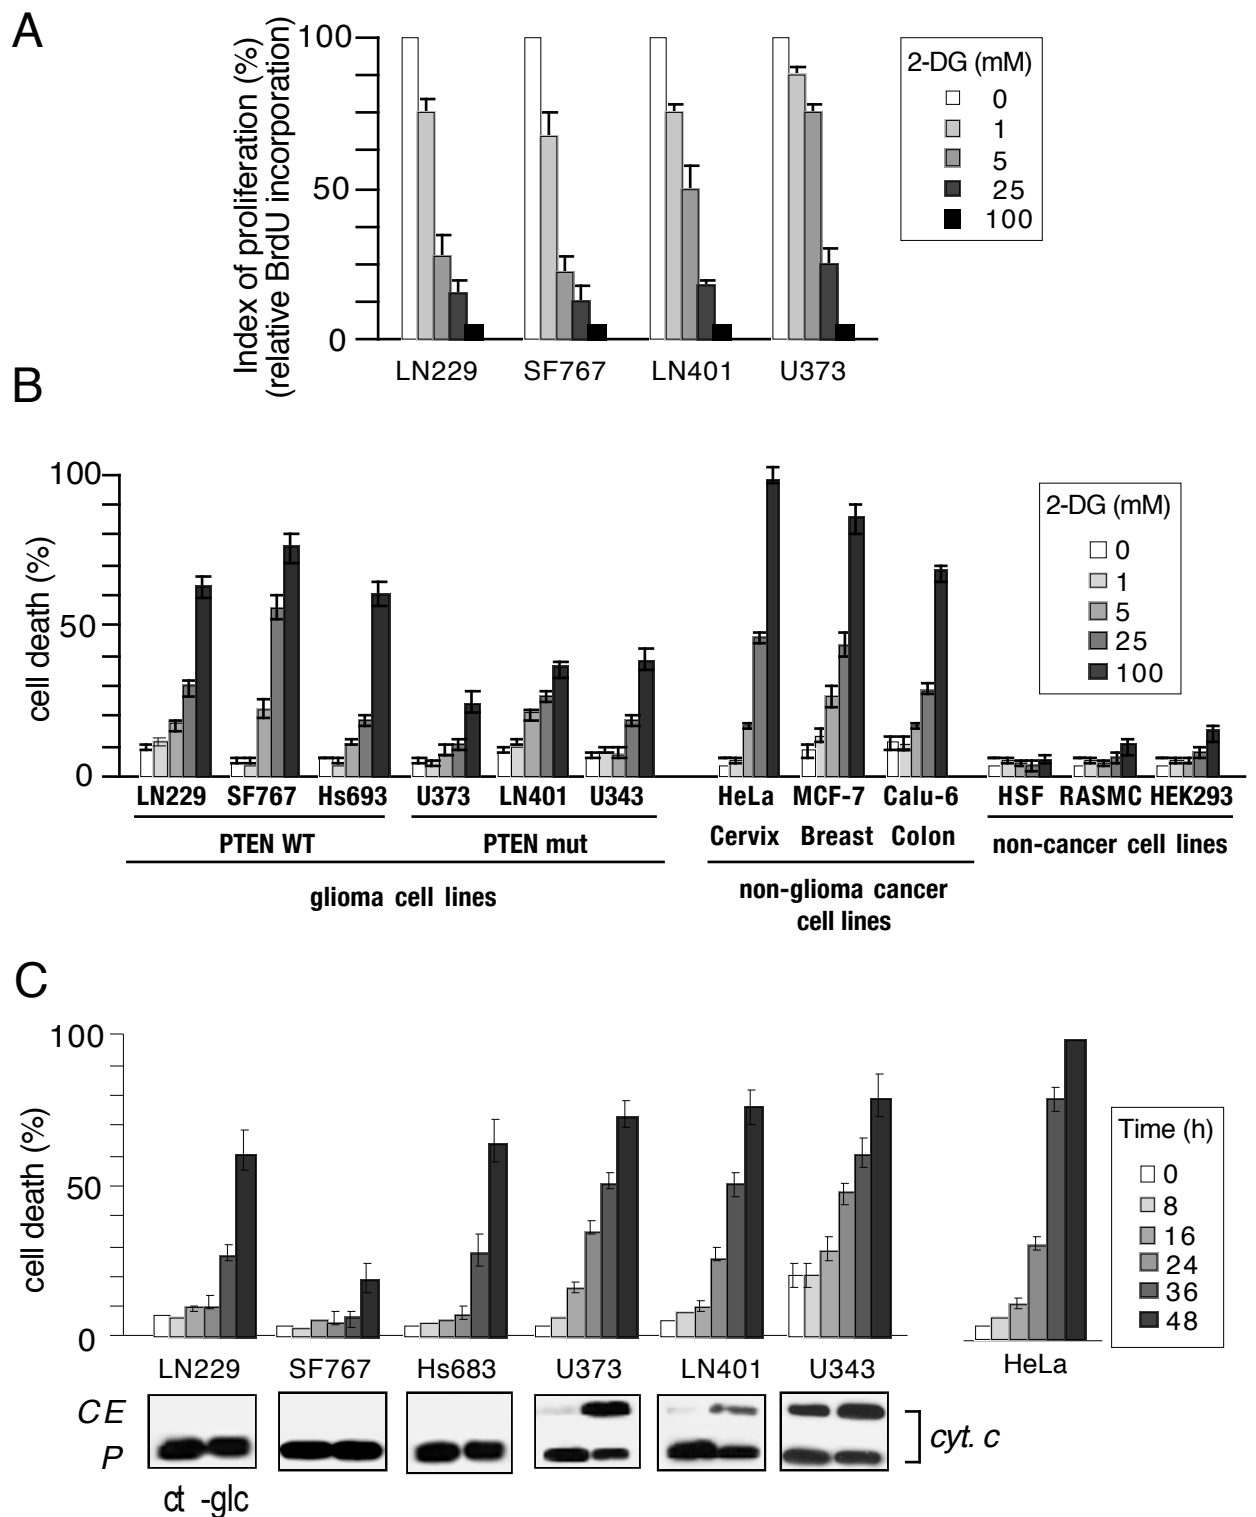 A
Index of proliferation (%)
(relative BrdU incorporation)
100
50
0
LN229 SF767 LN401 U373
2-DG (mM)
0
1
5
25
100
B
cell death (%)
100
50
0
LN229 SF767 Hs693 U373 LN401 U343 HeLa MCF-7 Calu-6 HSF RASMC HEK293
PTEN WT PTEN mut Cervix Breast Colon non-cancer cell lines
glioma cell lines non-glioma cancer
cell lines
2-DG (mM)
0
1
5
25
100
C
cell death (%)
100
50
0
LN229 SF767 Hs683 U373 LN401 U343 HeLa
Time (h)
0
8
16
24
36
48
CE
P
cyt. c
ct -glc